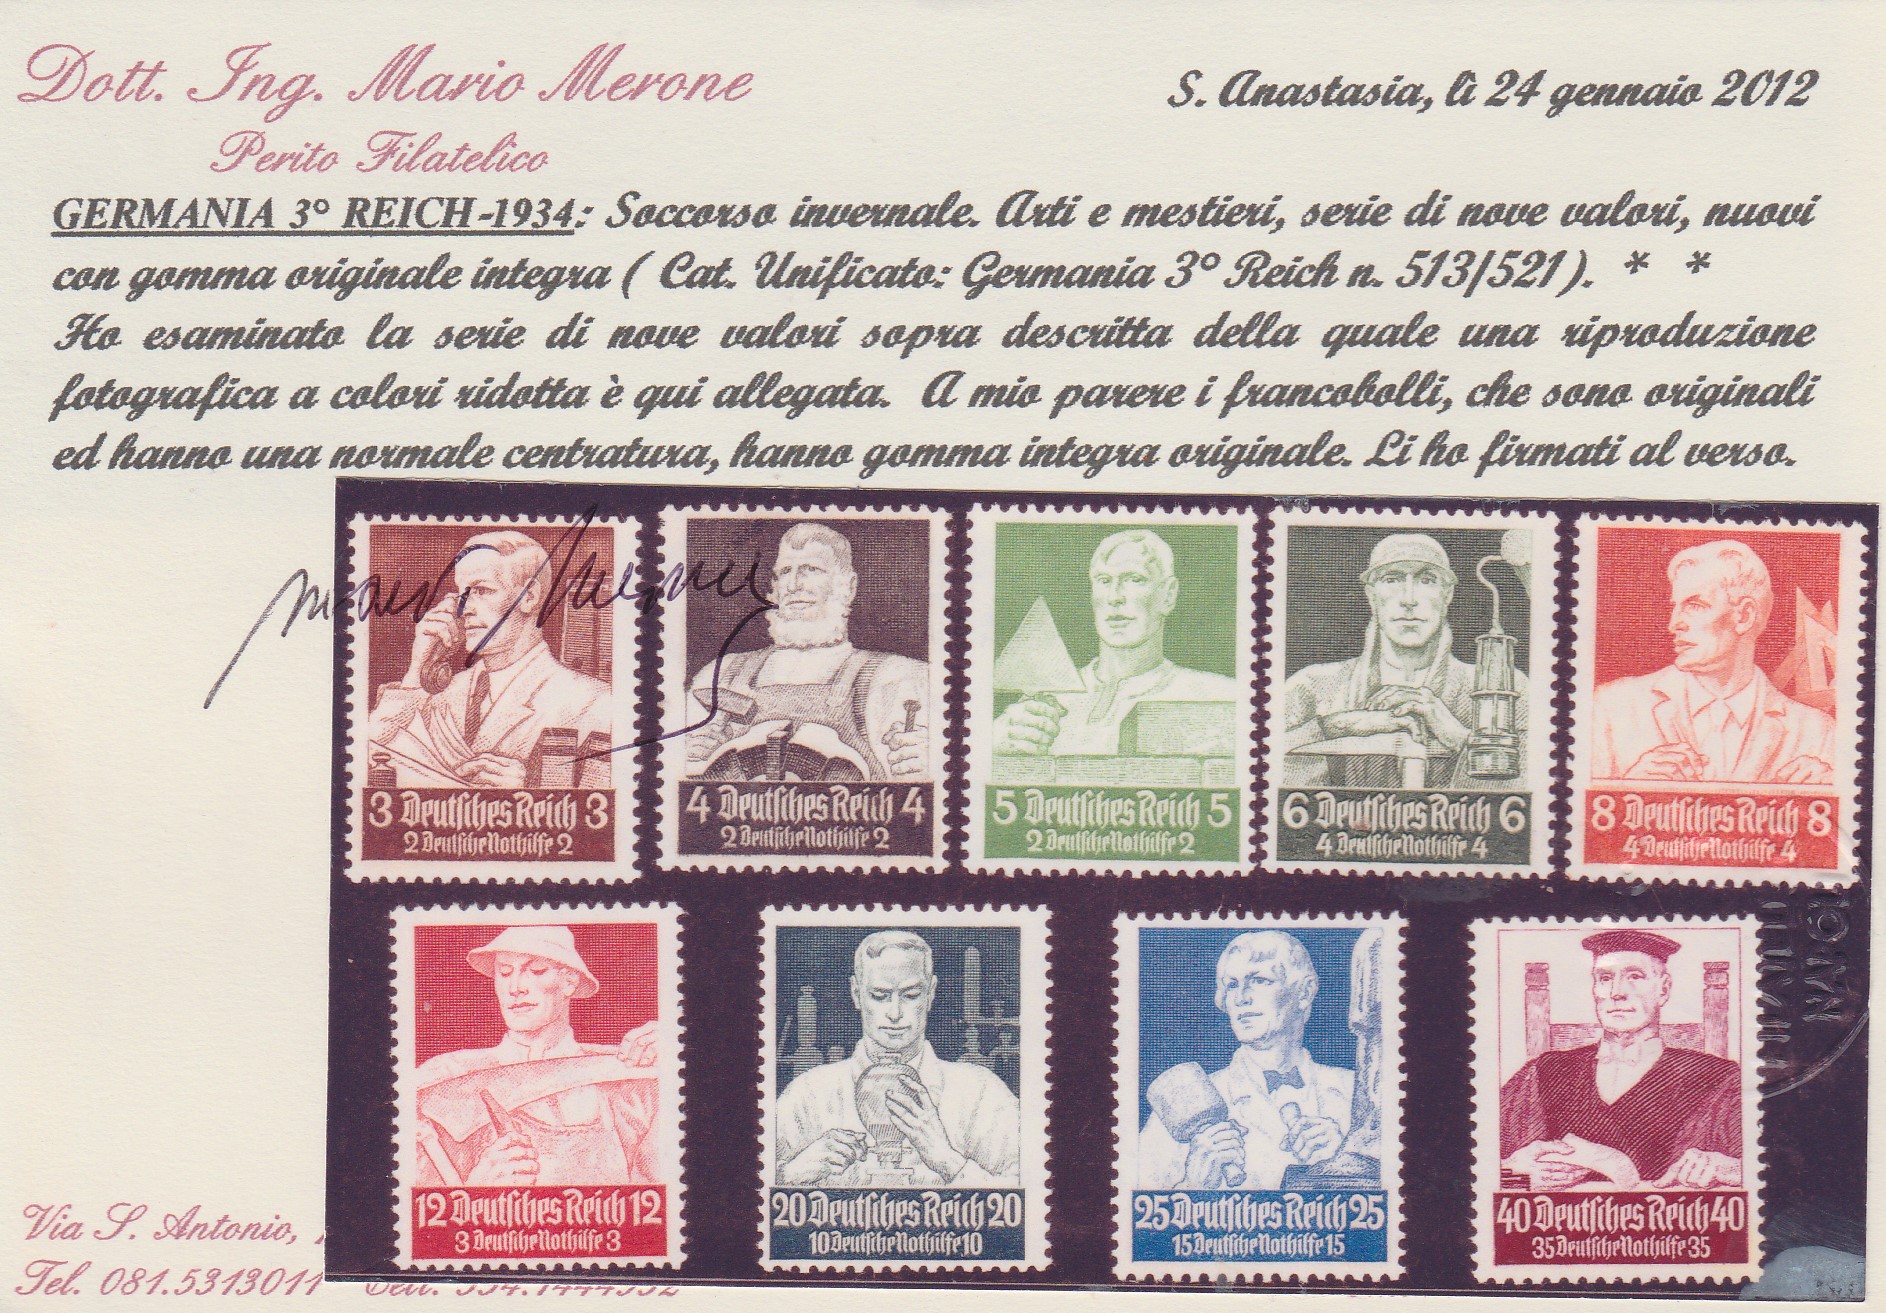 Dott. Ing. Mario Merone
Perito Filatelico
S. Anastasia, lì 24 gennaio 2012
GERMANIA 3° REICH-1934: Soccorso invernale. Arti e mestieri, serie di nove valori, nuovi
con gomma originale integra ( Cat. Unificato: Germania 3° Reich n. 513/521 ). * *
Ho esaminato la serie di nove valori sopra descritta della quale una riproduzione
fotografica a colori ridotta è qui allegata. A mio parere i francobolli, che sono originali
ed hanno una normale centratura, hanno gomma integra originale. Li ho firmati al verso.
Mario Merone
3 Deutsches Reich 3
2 Deutsche Nothilfe 2
4 Deutsches Reich 4
2 Deutsche Nothilfe 2
5 Deutsches Reich 5
2 Deutsche Nothilfe 2
6 Deutsches Reich 6
4 Deutsche Nothilfe 4
8 Deutsches Reich 8
4 Deutsche Nothilfe 4
12 Deutsches Reich 12
3 Deutsche Nothilfe 3
20 Deutsches Reich 20
10 Deutsche Nothilfe 10
25 Deutsches Reich 25
15 Deutsche Nothilfe 15
40 Deutsches Reich 40
35 Deutsche Nothilfe 35
Via S. Antonio,
Tel. 081.5313011